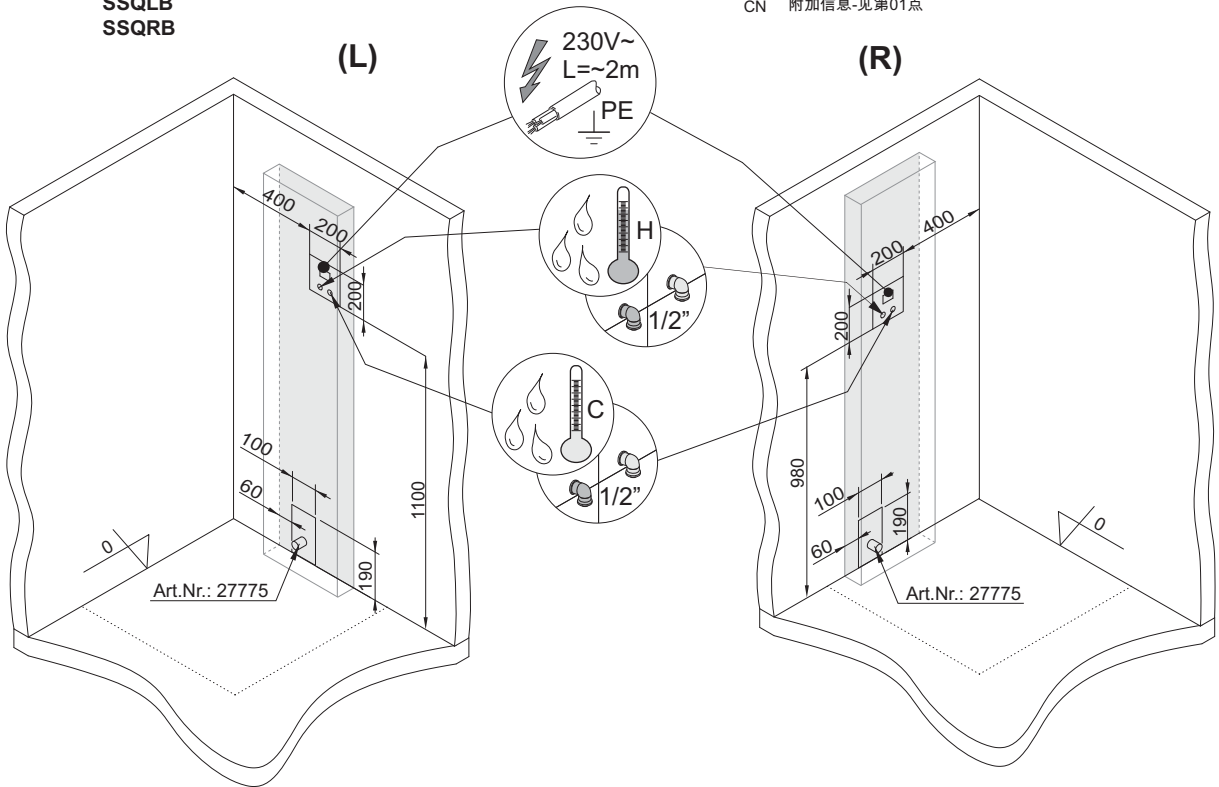 SSQLB
SSQRB
CN 附加信息-见第01点
(L)
(R)
230V~
L=~2m
PE
H
1/2”
C
1/2”
400
200
200
1100
100
60
190
0
Art.Nr.: 27775
400
200
200
980
100
60
190
0
Art.Nr.: 27775